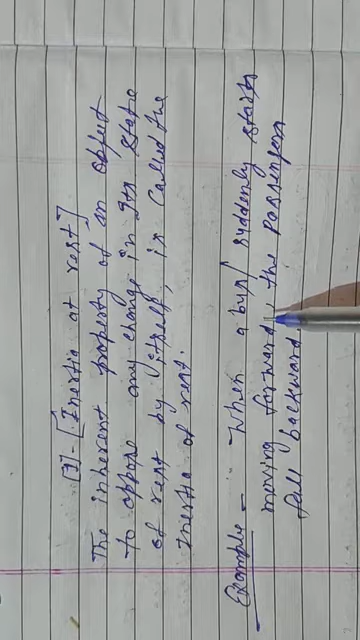 [1]-[Inertia at rest]
The inherent property of an object
to oppose any change in its state
of rest by itself, is called the
inertia of rest.
Example - When a bus suddenly starts
moving forward, the passengers
fall backward.